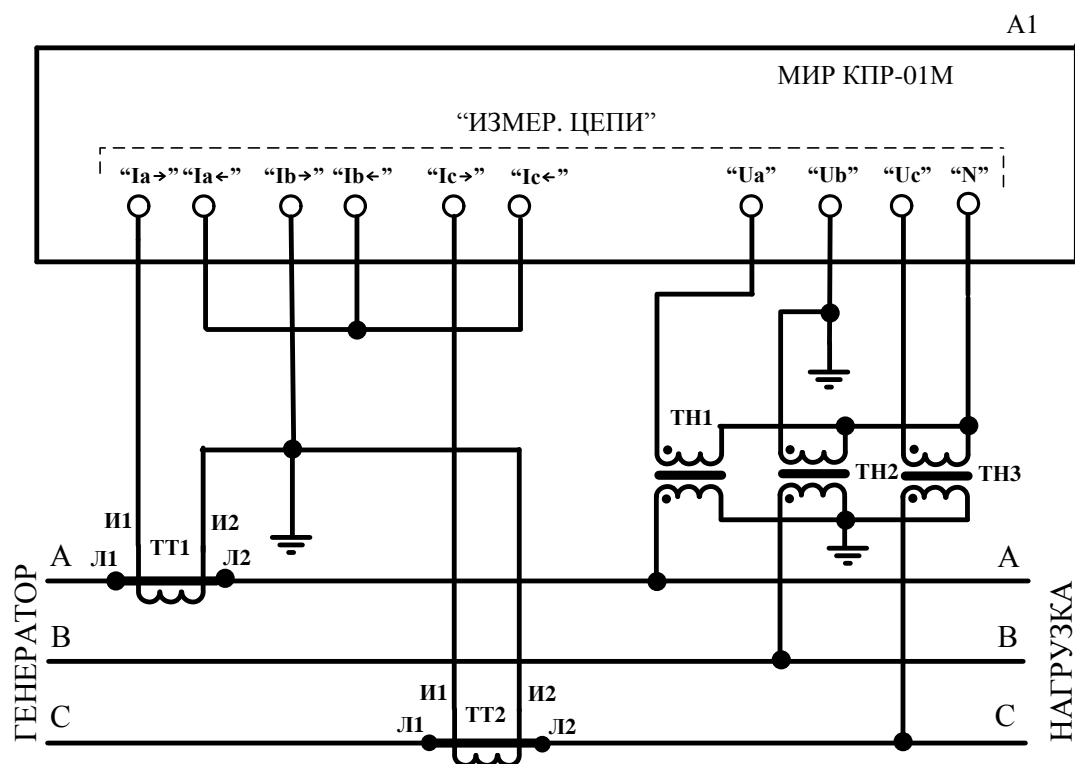 А1
МИР КПР-01М
“ИЗМЕР. ЦЕПИ”
“Ia→” “Ia←” “Ib→” “Ib←” “Ic→” “Ic←” “Ua” “Ub” “Uc” “N”
ТН1
ТН2
ТН3
И1
И2
ТТ1
Л1
Л2
А
А
В
В
И1
И2
ТТ2
Л1
Л2
С
С
ГЕНЕРАТОР
НАГРУЗКА